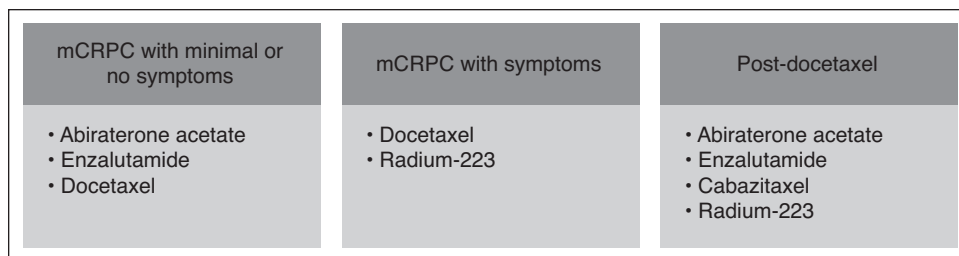 mCRPC with minimal or
no symptoms
• Abiraterone acetate
• Enzalutamide
• Docetaxel
mCRPC with symptoms
• Docetaxel
• Radium-223
Post-docetaxel
• Abiraterone acetate
• Enzalutamide
• Cabazitaxel
• Radium-223